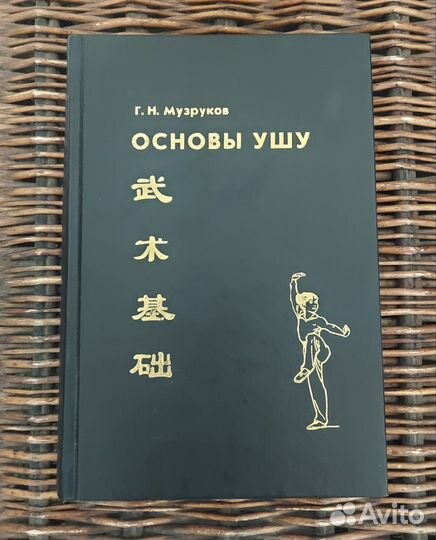 Г. Н. Музруков
ОСНОВЫ УШУ
武
术
基
础
Avito